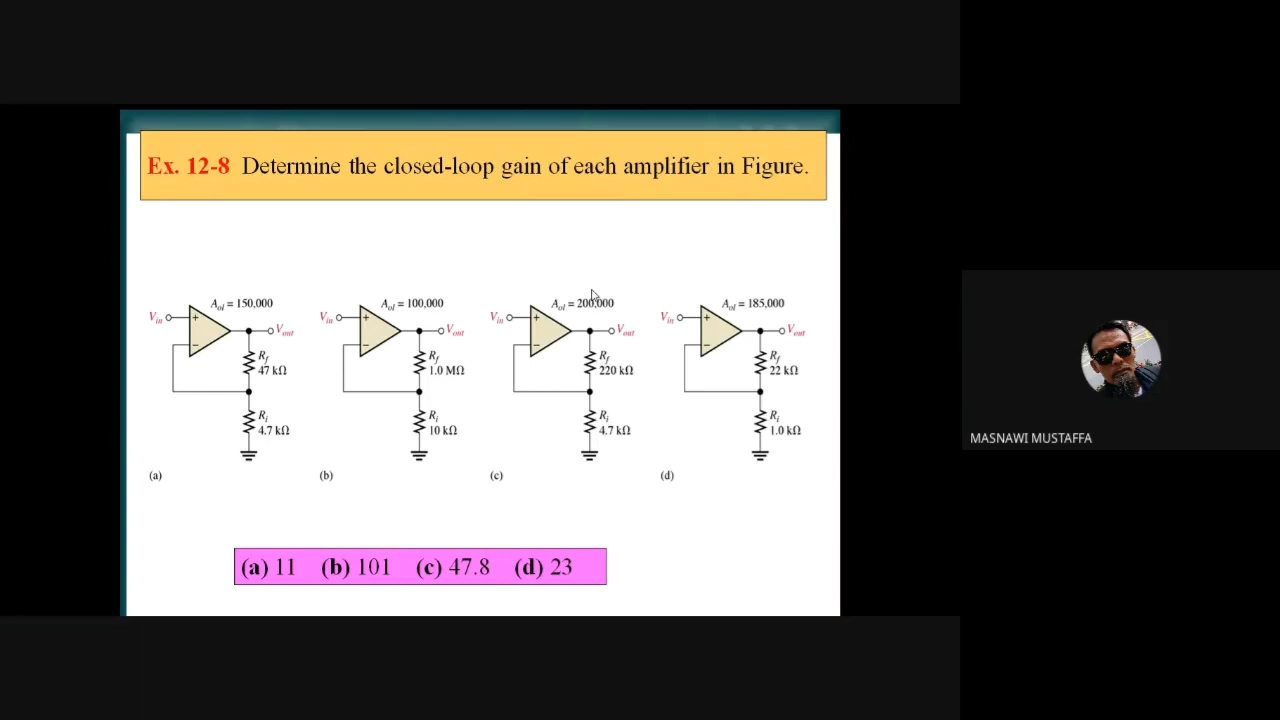 Ex. 12-8 Determine the closed-loop gain of each amplifier in Figure.
Aol = 150,000
Vin
+
−
Vout
Rf
47 kΩ
Ri
4.7 kΩ
(a)
Aol = 100,000
Vin
+
−
Vout
Rf
1.0 MΩ
Ri
10 kΩ
(b)
Aol = 200,000
Vin
+
−
Vout
Rf
220 kΩ
Ri
4.7 kΩ
(c)
Aol = 185,000
Vin
+
−
Vout
Rf
22 kΩ
Ri
1.0 kΩ
(d)
(a) 11 (b) 101 (c) 47.8 (d) 23
MASNAWI MUSTAFFA